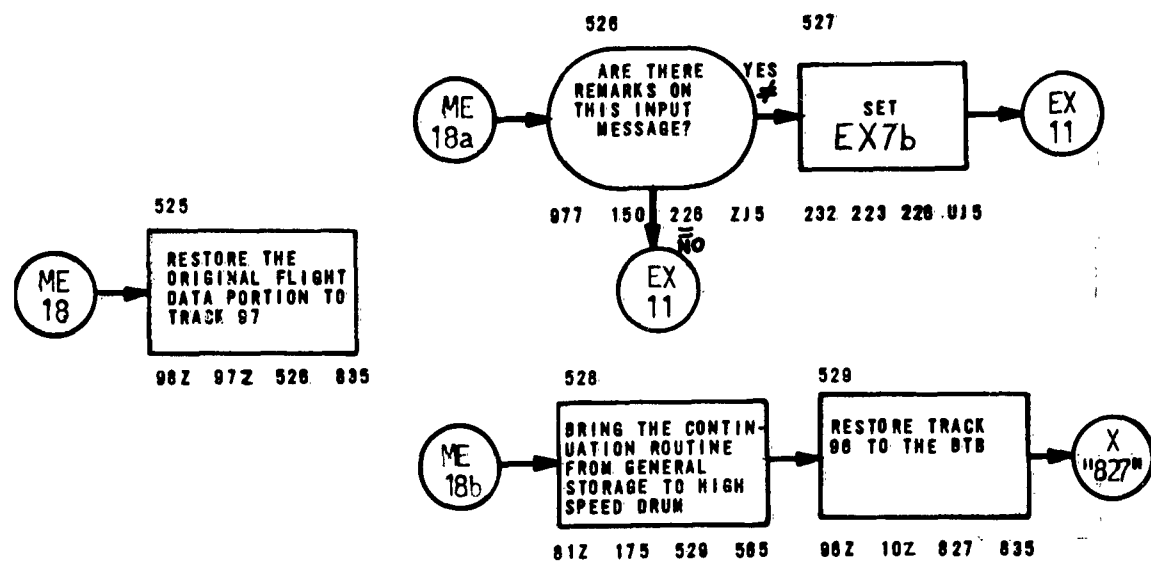 526
527
ARE THERE
REMARKS ON
THIS INPUT
MESSAGE?
YES
*
ME
18a
SET
EX7b
EX
11
977 150 226 ZJ5
232 223 226 UJ5
NO
EX
11
525
ME
18
RESTORE THE
ORIGINAL FLIGHT
DATA PORTION TO
TRACK 97
98Z 97Z 526 835
528
529
ME
18b
BRING THE CONTIN-
UATION ROUTINE
FROM GENERAL
STORAGE TO HIGH
SPEED DRUM
RESTORE TRACK
96 TO THE BTB
X
"827"
81Z 175 529 565
96Z 10Z 827 835